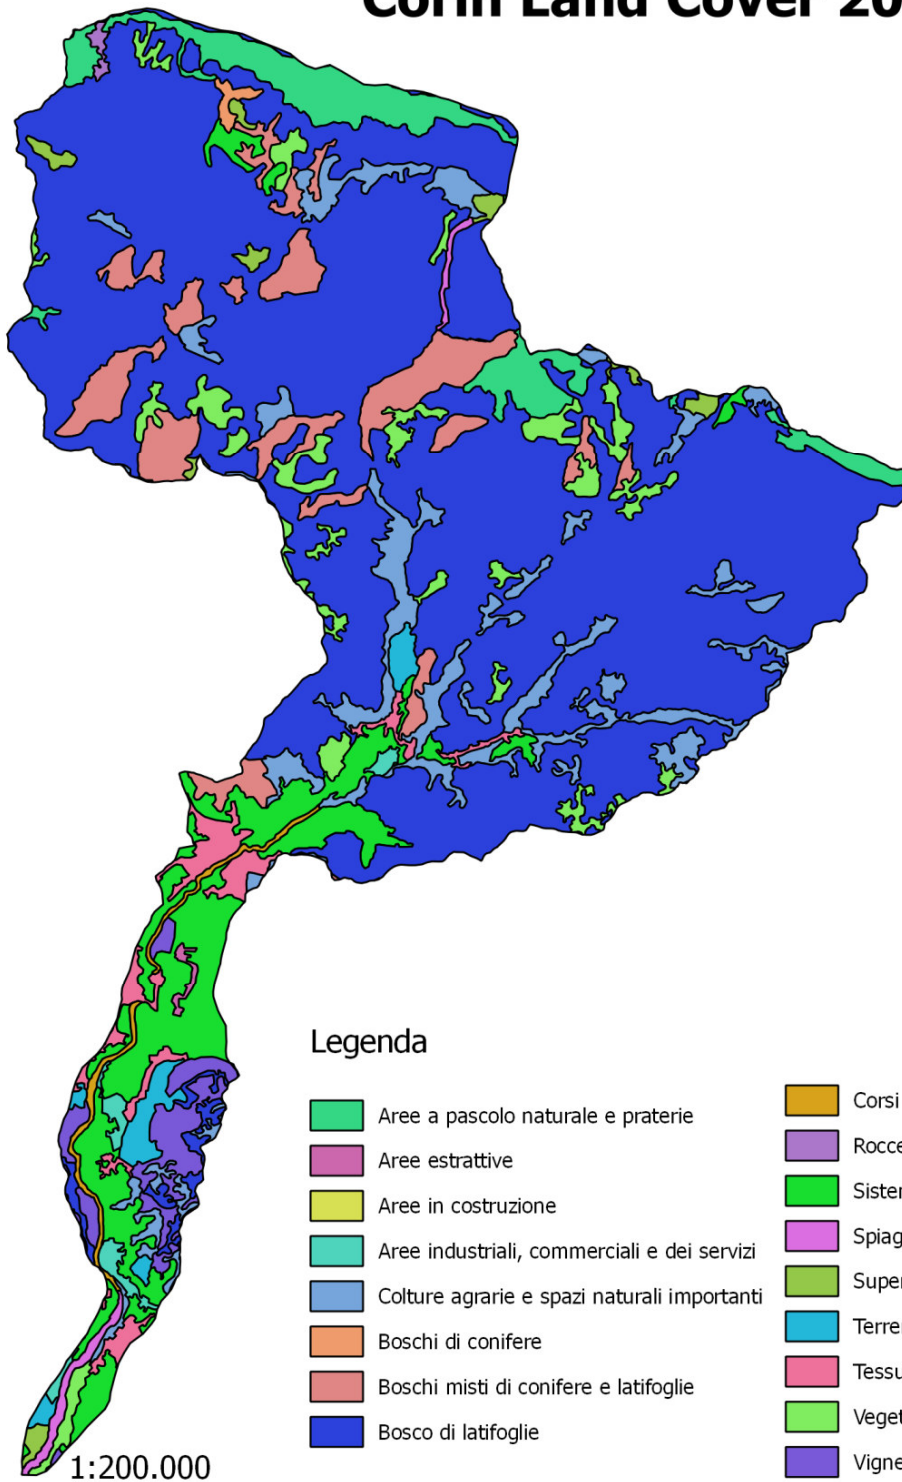 Corin Land Cover 20
Legenda
Aree a pascolo naturale e praterie
Aree estrattive
Aree in costruzione
Aree industriali, commerciali e dei servizi
Colture agrarie e spazi naturali importanti
Boschi di conifere
Boschi misti di conifere e latifoglie
Bosco di latifoglie
Corsi
Rocce
Sister
Spiag
Super
Terre
Tessu
Veget
Vigne
1:200.000